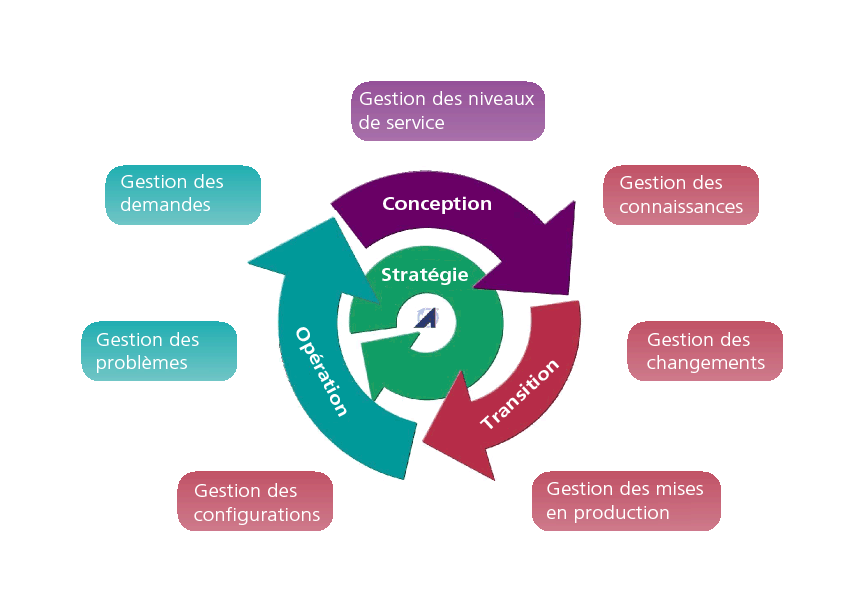 Gestion des niveaux
de service
Gestion des
demandes
Gestion des
connaissances
Conception
Stratégie
Gestion des
problèmes
Gestion des
changements
Opération
Transition
Gestion des
configurations
Gestion des mises
en production